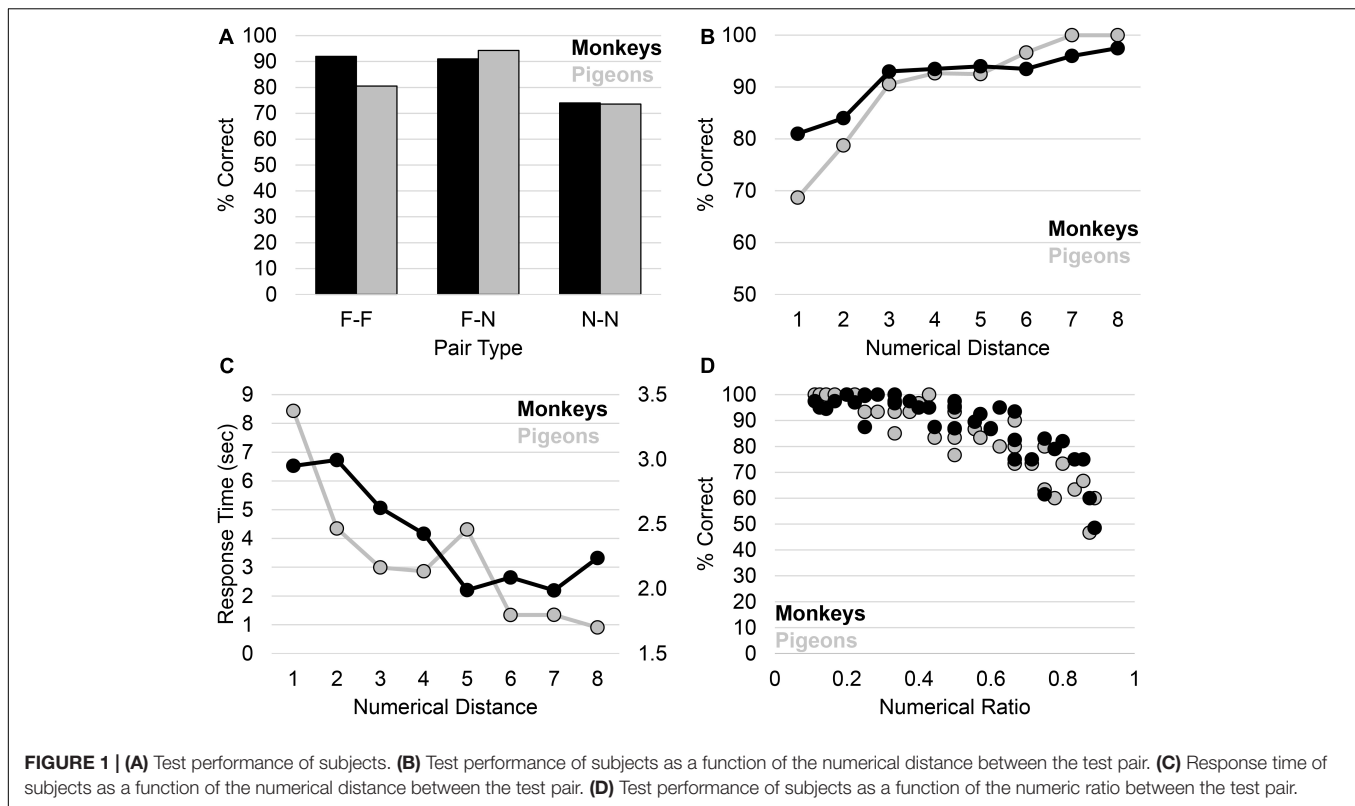 A
100
90
80
70
60
50
40
30
20
10
0
% Correct
Monkeys
Pigeons
F-F F-N N-N
Pair Type
B
100
90
80
70
60
50
% Correct
Monkeys
Pigeons
1 2 3 4 5 6 7 8
Numerical Distance
C
9
8
7
6
5
4
3
2
1
0
Response Time (sec)
Monkeys
Pigeons
3.5
3.0
2.5
2.0
1.5
1 2 3 4 5 6 7 8
Numerical Distance
D
100
90
80
70
60
50
40
30
20
10
0
% Correct
Monkeys
Pigeons
0 0.2 0.4 0.6 0.8 1
Numerical Ratio
FIGURE 1 | (A) Test performance of subjects. (B) Test performance of subjects as a function of the numerical distance between the test pair. (C) Response time of
subjects as a function of the numerical distance between the test pair. (D) Test performance of subjects as a function of the numeric ratio between the test pair.